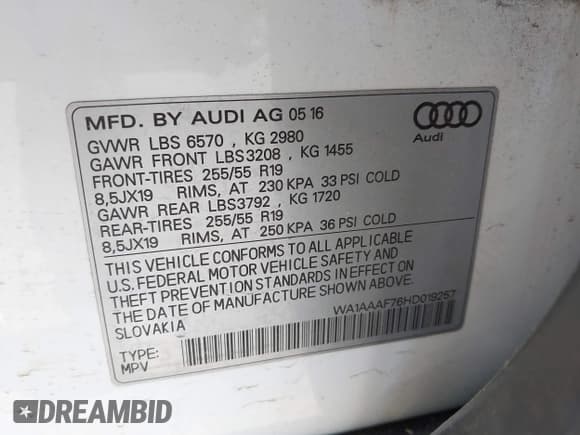 MFD. BY AUDI AG 05 16
GVWR LBS 6570 , KG 2980
GAWR FRONT LBS3208 , KG 1455
FRONT-TIRES 255/55 R19
8,5JX19 RIMS, AT 230 KPA 33 PSI COLD
GAWR REAR LBS3792 , KG 1720
REAR-TIRES 255/55 R19
8,5JX19 RIMS, AT 250 KPA 36 PSI COLD
Audi
THIS VEHICLE CONFORMS TO ALL APPLICABLE
U.S. FEDERAL MOTOR VEHICLE SAFETY AND
THEFT PREVENTION STANDARDS IN EFFECT ON
THE DATE OF MANUFACTURE SHOWN ABOVE.
SLOVAKIA
WA1AAAF76HD019257
TYPE:
MPV
DREAMBID